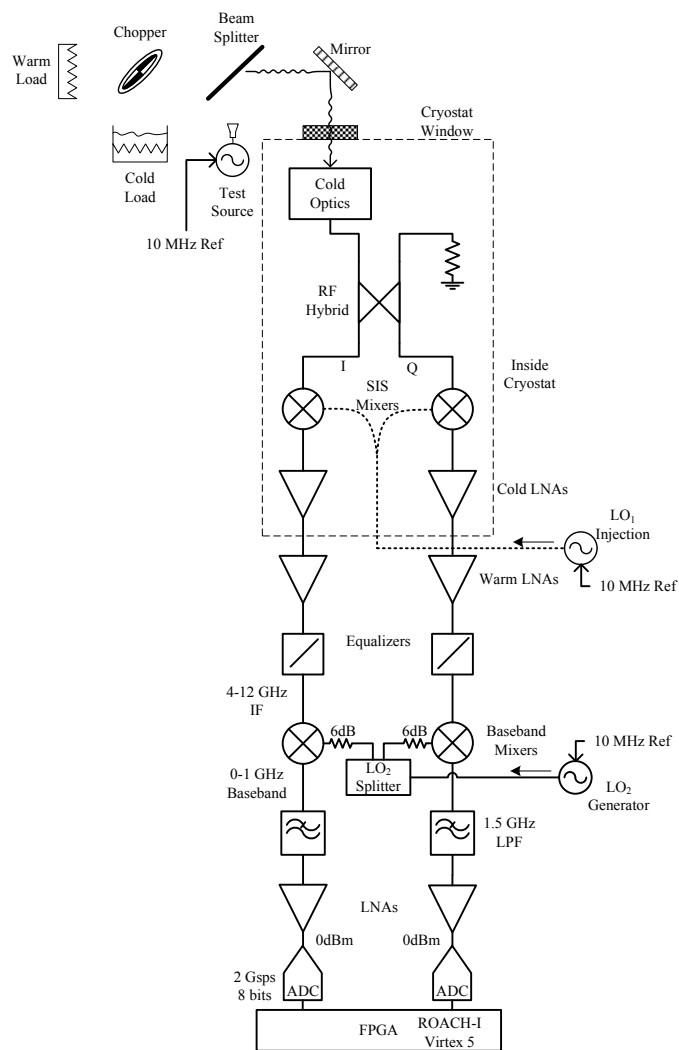 Warm
Load
Chopper
Beam
Splitter
Mirror
Cryostat
Window
Cold
Load
Test
Source
10 MHz Ref
Cold
Optics
RF
Hybrid
I
Q
SIS
Mixers
Inside
Cryostat
Cold LNAs
LO1
Injection
Warm LNAs
10 MHz Ref
Equalizers
4-12 GHz
IF
6dB
6dB
Baseband
Mixers
10 MHz Ref
LO2
Splitter
0-1 GHz
Baseband
LO2
Generator
1.5 GHz
LPF
LNAs
0dBm
0dBm
2 Gsps
8 bits
ADC
ADC
FPGA
ROACH-I
Virtex 5